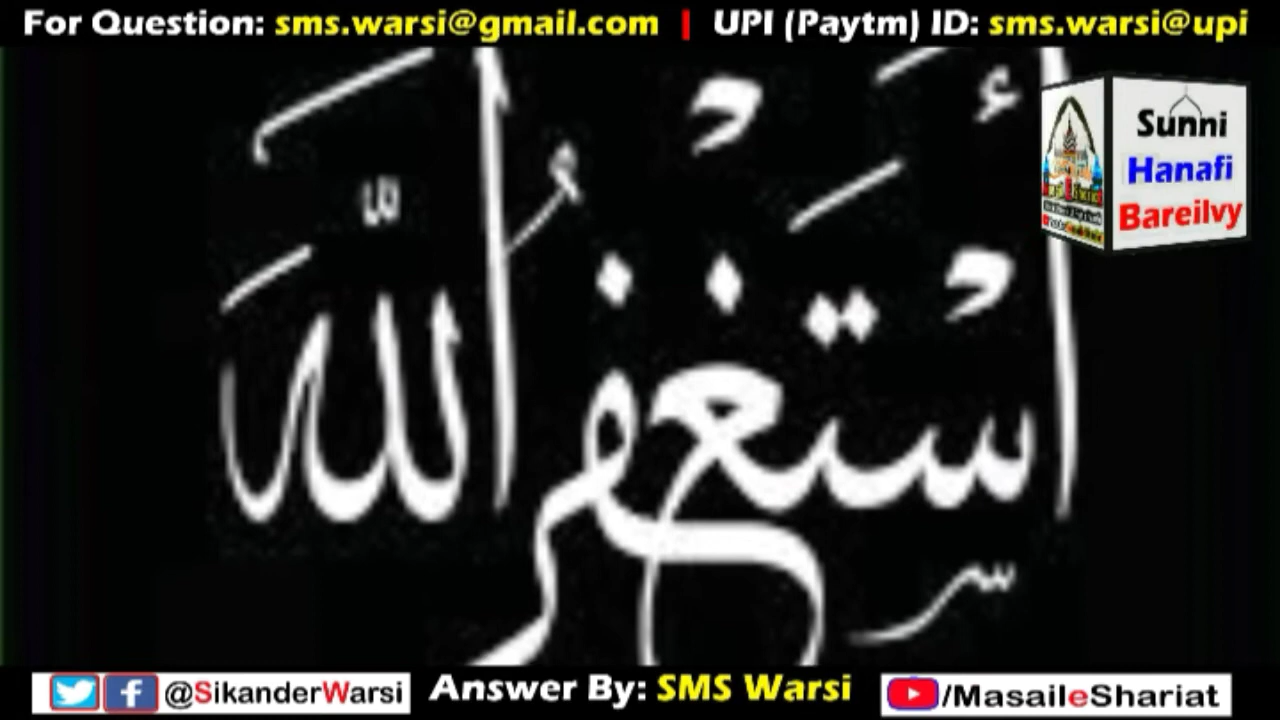 For Question: sms.warsi@gmail.com | UPI (Paytm) ID: sms.warsi@upi
Sunni
Hanafi
Bareilvy
أَسْتَغْفِرُ اللّٰهَ
@SikanderWarsi Answer By: SMS Warsi /MasaileShariat